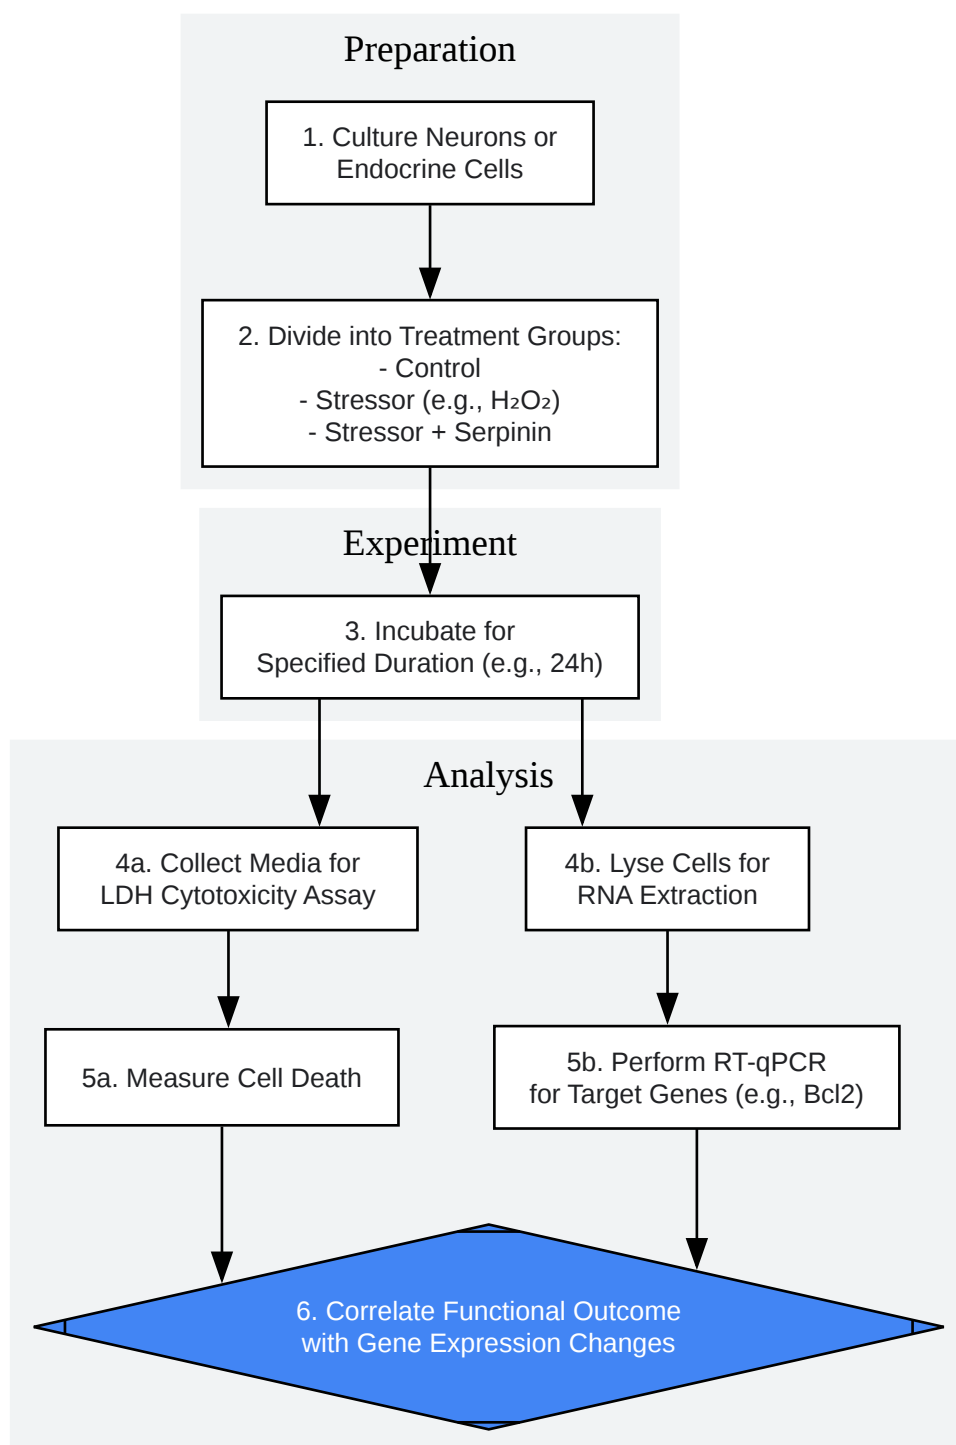 Preparation
1. Culture Neurons or
Endocrine Cells
2. Divide into Treatment Groups:
- Control
- Stressor (e.g., H₂O₂)
- Stressor + Serpinin
Experiment
3. Incubate for
Specified Duration (e.g., 24h)
Analysis
4a. Collect Media for
LDH Cytotoxicity Assay
4b. Lyse Cells for
RNA Extraction
5a. Measure Cell Death
5b. Perform RT-qPCR
for Target Genes (e.g., Bcl2)
6. Correlate Functional Outcome
with Gene Expression Changes